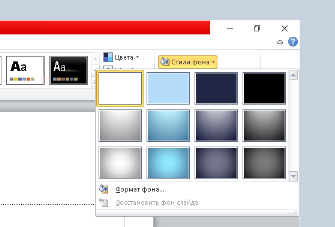 Цвета
Стили фона
Aa
Aa
Формат фона...
Восстановить фон слайда